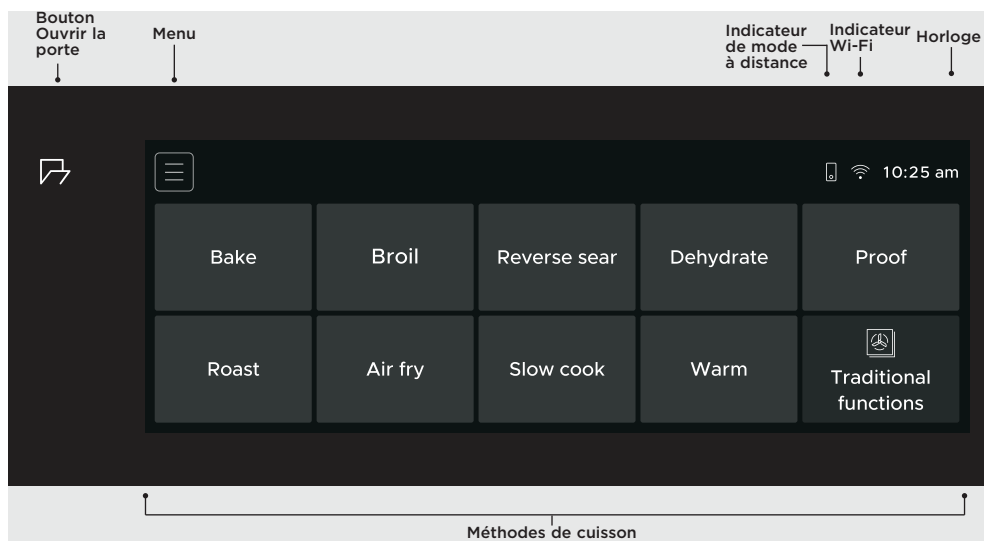 Bouton
Ouvrir la
porte
Menu
Indicateur
de mode
à distance
Indicateur
Wi-Fi
Horloge
10:25 am
Bake
Broil
Reverse sear
Dehydrate
Proof
Roast
Air fry
Slow cook
Warm
Traditional
functions
Méthodes de cuisson